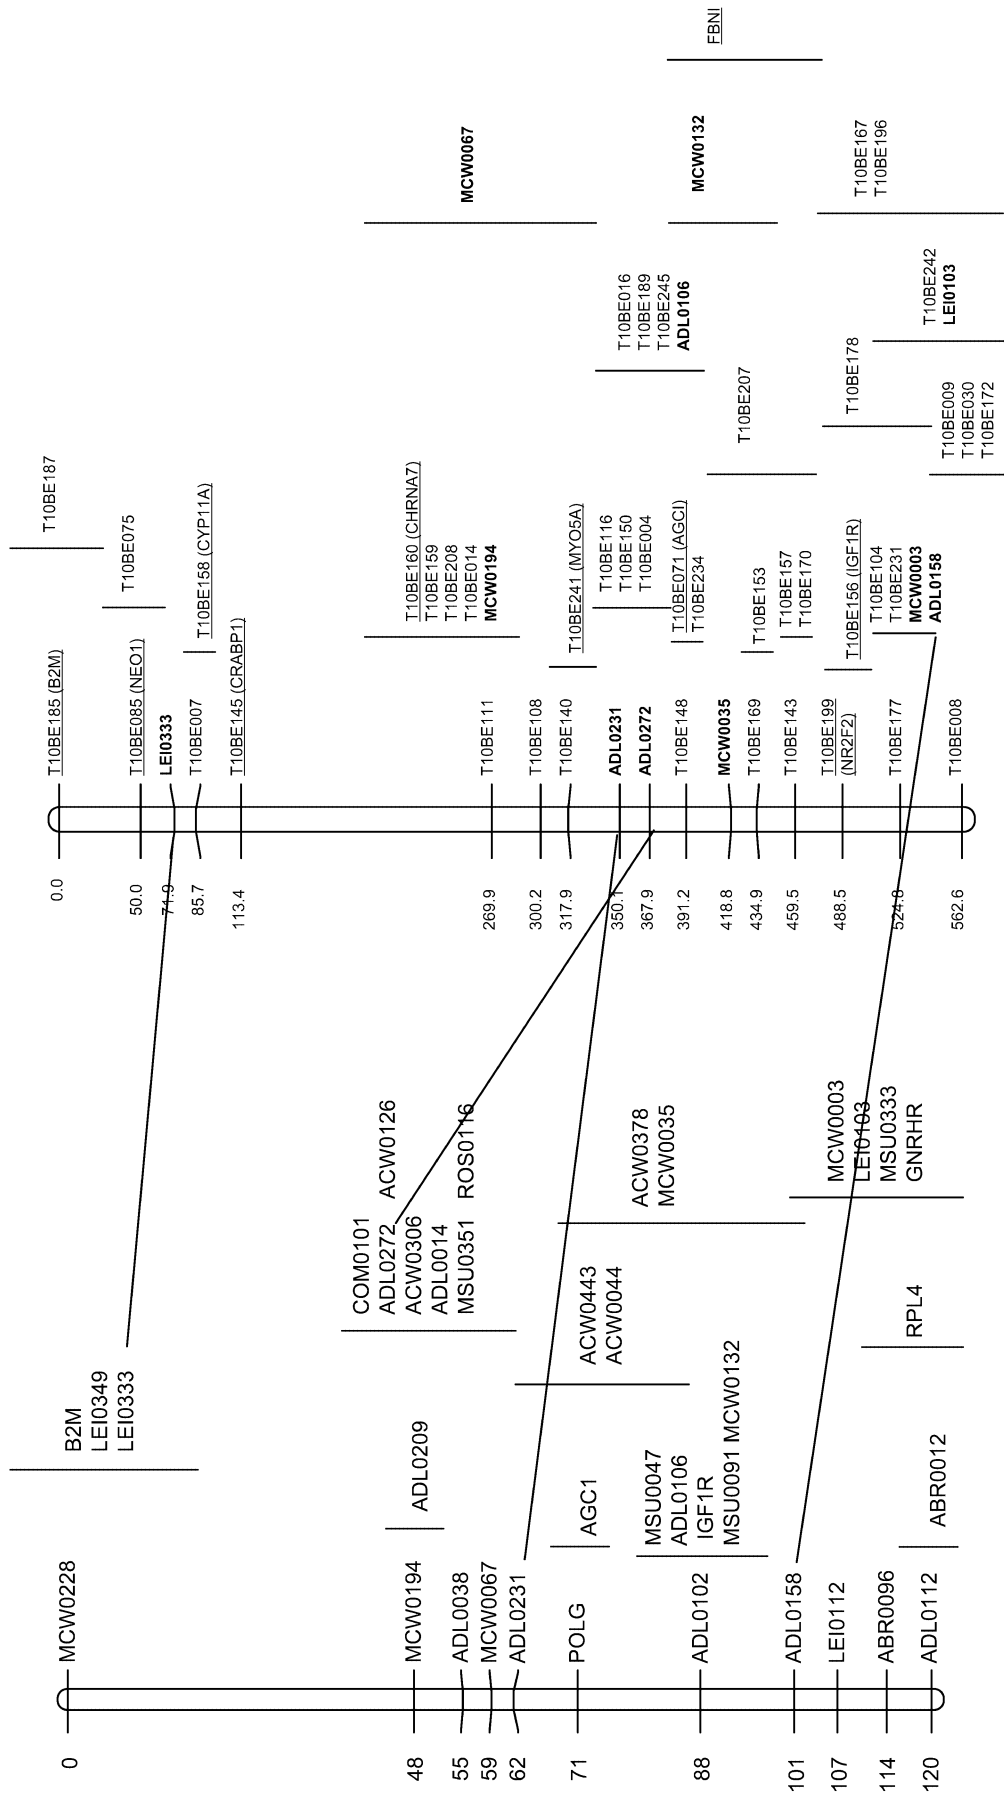 0
48
55
59
62
71
88
101
107
114
120
MCW0228
MCW0194
ADL0038
MCW0067
ADL0231
POLG
ADL0102
ADL0158
LEI0112
ABR0096
ADL0112
B2M
LEI0349
LEI0333
ADL0209
COM0101
ADL0272 ACW0126
ACW0306
ADL0014
MSU0351 ROS0116
AGC1
ACW0443
ACW0044
MSU0047
ADL0106
IGF1R
MSU0091 MCW0132
ACW0378
MCW0035
MCW0003
LEI0103
MSU0333
GNRHR
RPL4
ABR0012
0.0
50.0
71.9
85.7
113.4
269.9
300.2
317.9
350.1
367.9
391.2
418.8
434.9
459.5
488.5
524.8
562.6
T10BE185 (B2M)
T10BE085 (NEO1)
LEI0333
T10BE007
T10BE145 (CRABP1)
T10BE111
T10BE108
T10BE140
ADL0231
ADL0272
T10BE148
MCW0035
T10BE169
T10BE143
T10BE199
(NR2F2)
T10BE177
T10BE008
T10BE187
T10BE075
T10BE158 (CYP11A)
T10BE160 (CHRNA7)
T10BE159
T10BE208
T10BE014
MCW0194
T10BE241 (MYO5A)
T10BE116
T10BE150
T10BE004
T10BE071 (AGCI)
T10BE234
T10BE153
T10BE157
T10BE170
T10BE156 (IGF1R)
T10BE104
T10BE231
MCW0003
ADL0158
MCW0067
T10BE016
T10BE189
T10BE245
ADL0106
T10BE207
T10BE178
T10BE009
T10BE030
T10BE172
T10BE242
LEI0103
MCW0132
T10BE167
T10BE196
FBNI